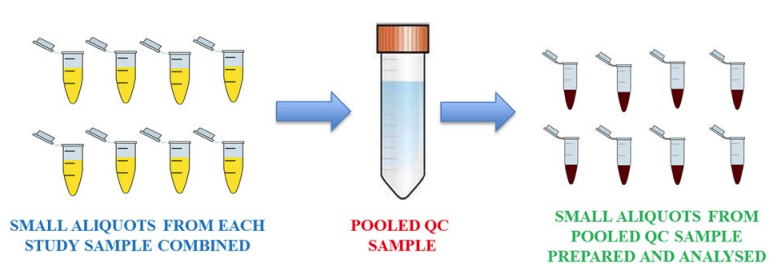 SMALL ALIQUOTS FROM EACH
STUDY SAMPLE COMBINED
POOLED QC
SAMPLE
SMALL ALIQUOTS FROM
POOLED QC SAMPLE
PREPARED AND ANALYSED